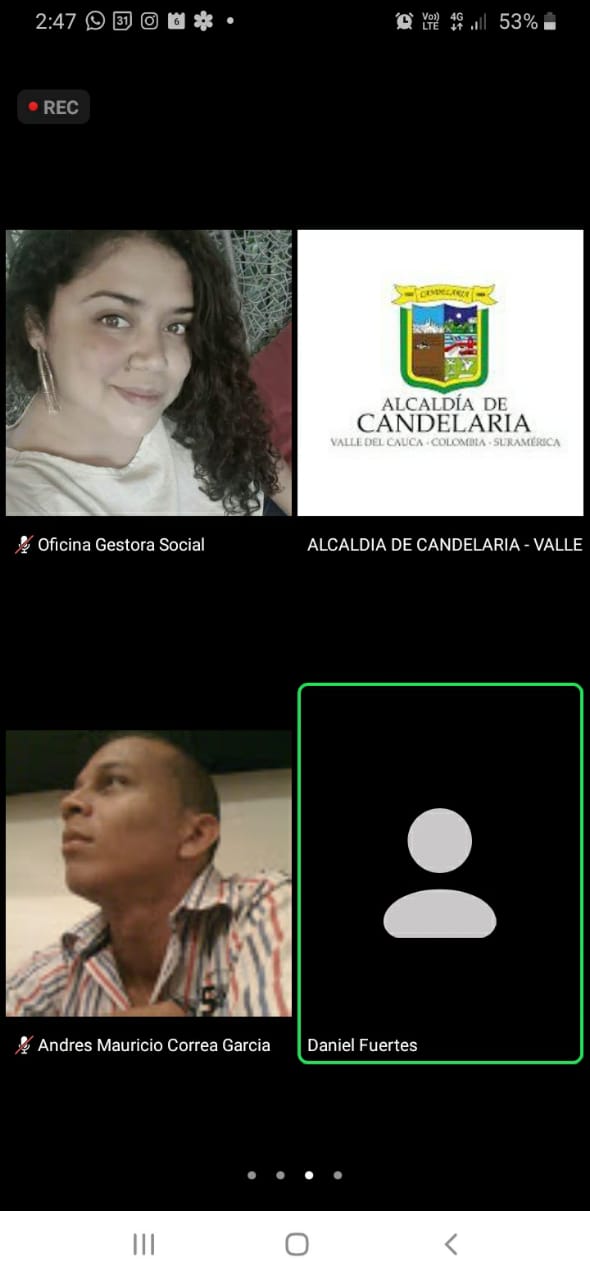 2:47
31
6
Vo))
LTE
4G
53%
REC
CANDELARIA
ALCALDÍA DE
CANDELARIA
VALLE DEL CAUCA - COLOMBIA - SURAMÉRICA
Oficina Gestora Social
ALCALDIA DE CANDELARIA - VALLE
Andres Mauricio Correa Garcia
Daniel Fuertes